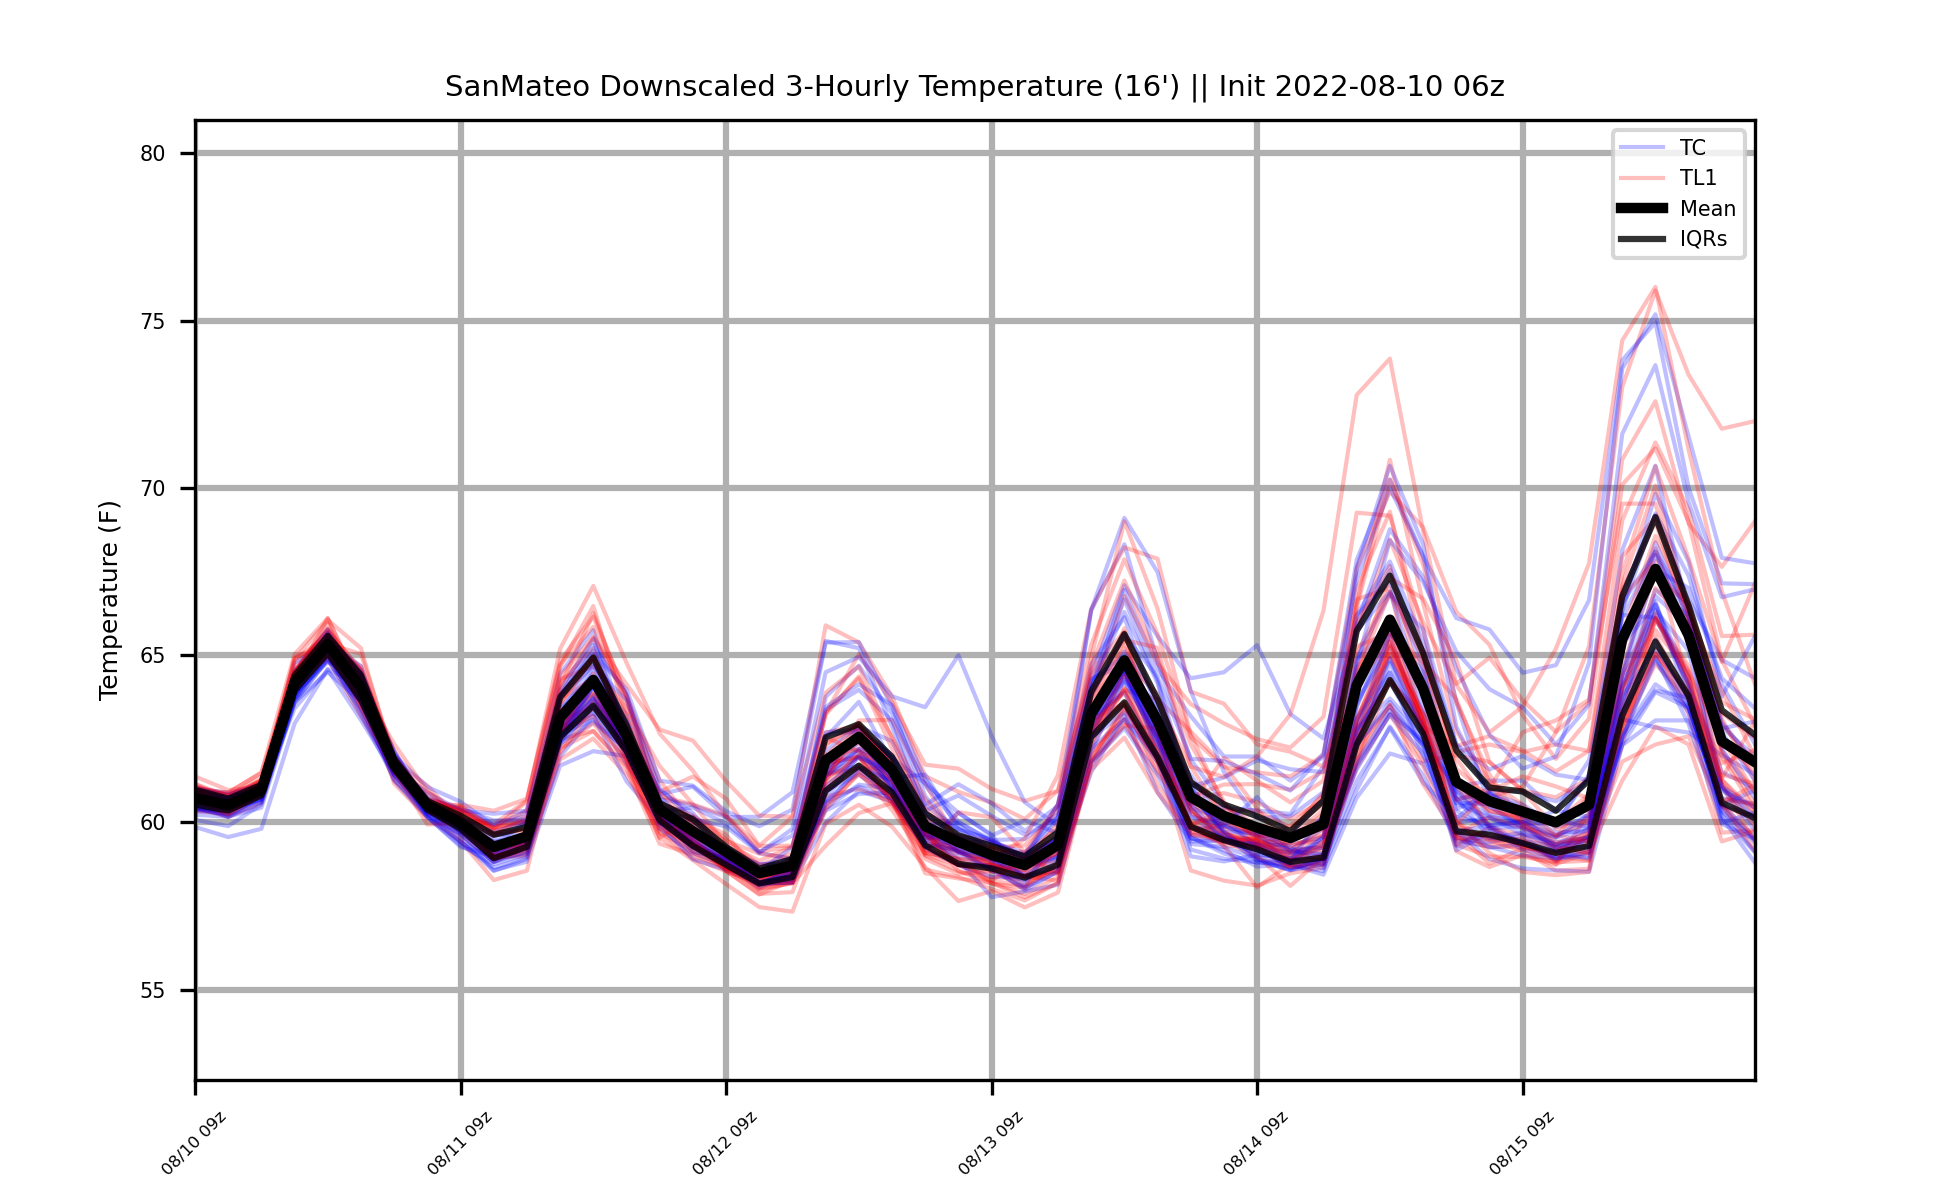 SanMateo Downscaled 3-Hourly Temperature (16') || Init 2022-08-10 06z
TC
TL1
Mean
IQRs
Temperature (F)
80
75
70
65
60
55
08/10 09z
08/11 09z
08/12 09z
08/13 09z
08/14 09z
08/15 09z